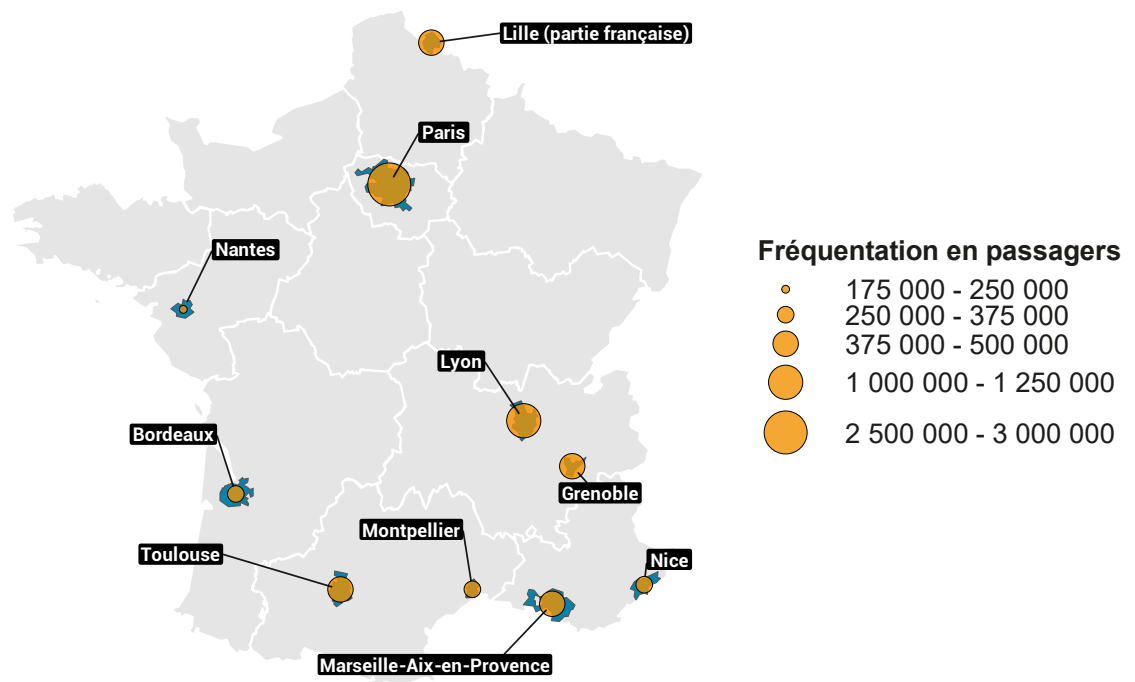 Lille (partie française)
Paris
Nantes
Lyon
Bordeaux
Grenoble
Montpellier
Toulouse
Nice
Marseille-Aix-en-Provence
Fréquentation en passagers
175 000 - 250 000
250 000 - 375 000
375 000 - 500 000
1 000 000 - 1 250 000
2 500 000 - 3 000 000